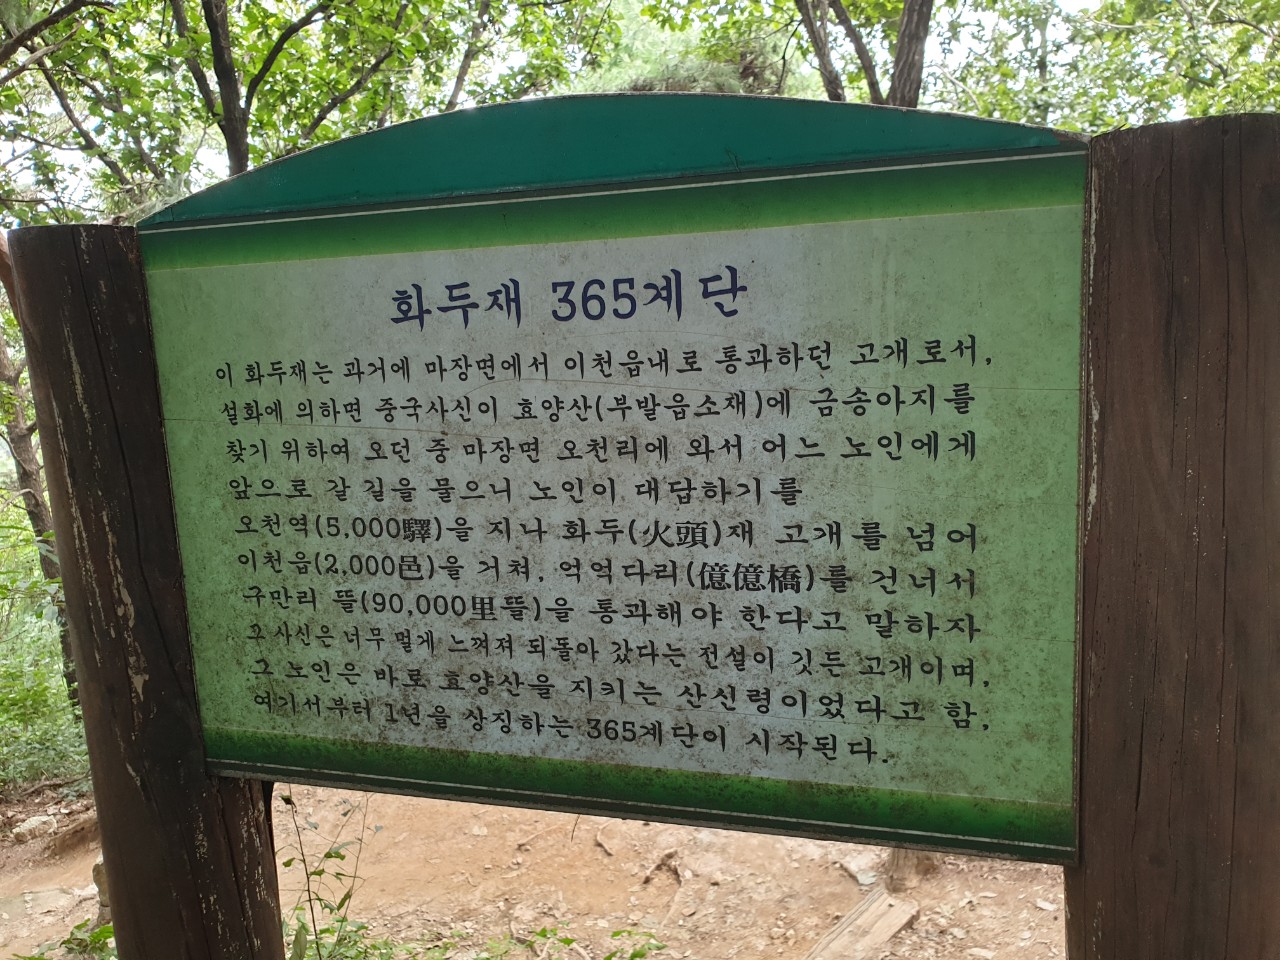 화두재 365계단
이 화두재는 과거에 마장면에서 이천읍내로 통과하던 고개로서,
설화에 의하면 중국사신이 효양산(부발읍소재)에 금송아지를
찾기 위하여 오던 중 마장면 오천리에 와서 어느 노인에게
앞으로 갈 길을 물으니 노인이 대답하기를
오천역(5,000驛)을 지나 화두(火頭)재 고개를 넘어
이천읍(2,000邑)을 거쳐, 억억다리(億億橋)를 건너서
구만리 뜰(90,000里뜰)을 통과해야 한다고 말하자
그 사신은 너무 멀게 느껴져 되돌아 갔다는 전설이 깃든 고개이며,
그 노인은 바로 효양산을 지키는 산신령이었다고 함,
여기서부터 1년을 상징하는 365계단이 시작된다.